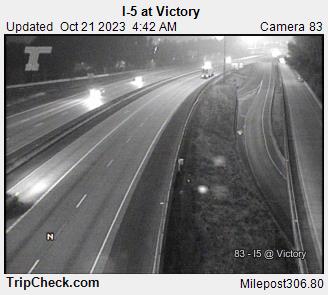 I-5 at Victory
Updated Oct 21 2023 4:42 AM Camera 83
T
N
83 - I5 @ Victory
TripCheck.com Milepost306.80